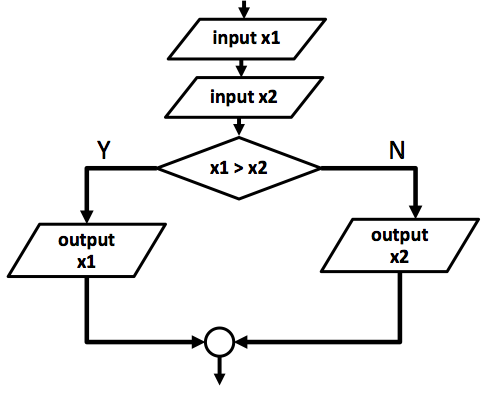 input x1
input x2
Y
N
x1 > x2
output
x1
output
x2